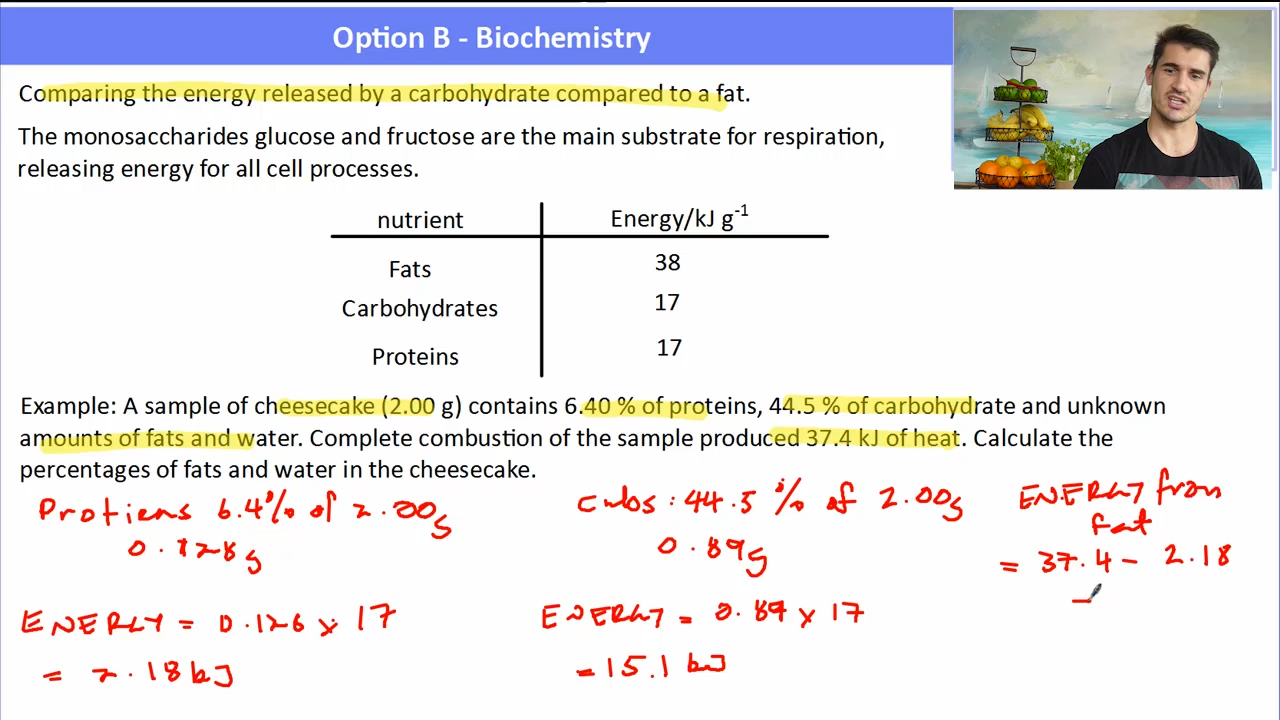 Option B - Biochemistry
Comparing the energy released by a carbohydrate compared to a fat.
The monosaccharides glucose and fructose are the main substrate for respiration,
releasing energy for all cell processes.
nutrient Energy/kJ g⁻¹
Fats 38
Carbohydrates 17
Proteins 17
Example: A sample of cheesecake (2.00 g) contains 6.40 % of proteins, 44.5 % of carbohydrate and unknown
amounts of fats and water. Complete combustion of the sample produced 37.4 kJ of heat. Calculate the
percentages of fats and water in the cheesecake.
Protiens 6.4% of 2.00g
0.128g
ENERGY = 0.126 x 17
= 2.18 kJ
Cubs : 44.5 % of 2.00g
0.89g
ENERGY = 0.89 x 17
= 15.1 kJ
ENERGY from
fat
= 37.4 - 2.18
-